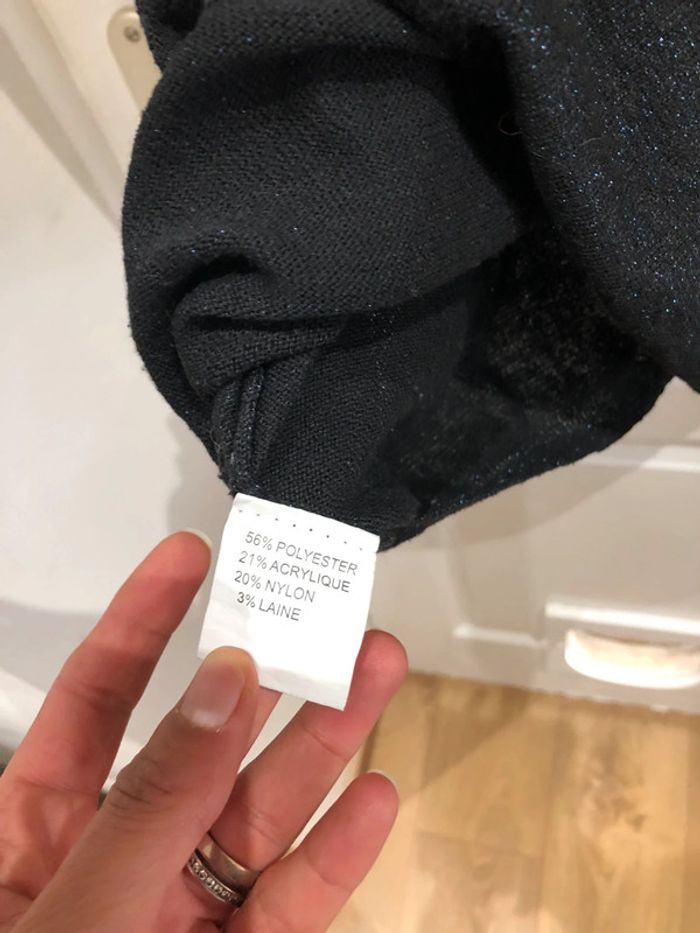 56% POLYESTER
21% ACRYLIQUE
20% NYLON
3% LAINE